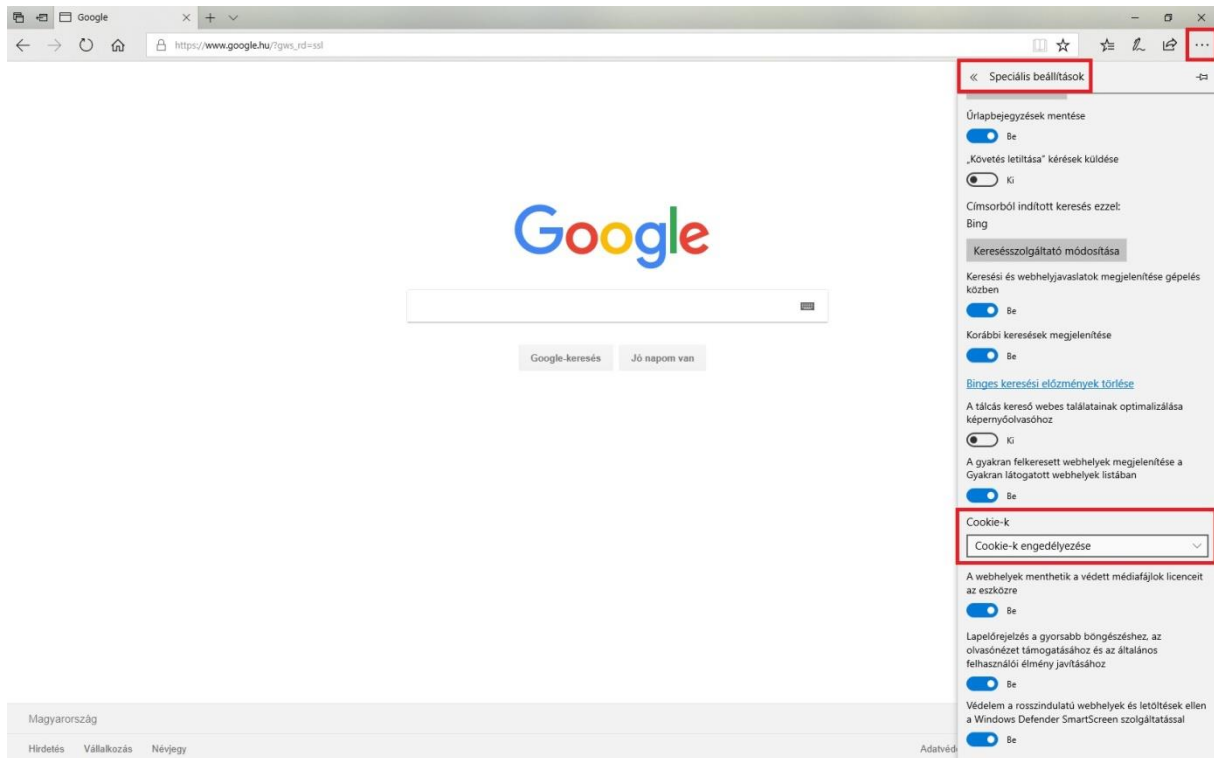 Google
https://www.google.hu/?gws_rd=ssl
Speciális beállítások
Űrlapbejegyzések mentése
Be
„Követés letiltása" kérések küldése
Ki
Címsorból indított keresés ezzel:
Bing
Keresésszolgáltató módosítása
Keresési és webhelyjavaslatok megjelenítése gépelés
közben
Be
Korábbi keresések megjelenítése
Be
Binges keresési előzmények törlése
A tálcás kereső webes találatainak optimalizálása
képernyőolvasóhoz
Ki
A gyakran felkeresett webhelyek megjelenítése a
Gyakran látogatott webhelyek listában
Be
Cookie-k
Cookie-k engedélyezése
A webhelyek menthetik a védett médiafájlok licenceit
az eszközre
Be
Lapelőrejelzés a gyorsabb böngészéshez, az
olvasónézet támogatásához és az általános
felhasználói élmény javításához
Be
Védelem a rosszindulatú webhelyek és letöltések ellen
a Windows Defender SmartScreen szolgáltatással
Be
Google
Google-keresés Jó napom van
Magyarország
Hirdetés Vállalkozás Névjegy